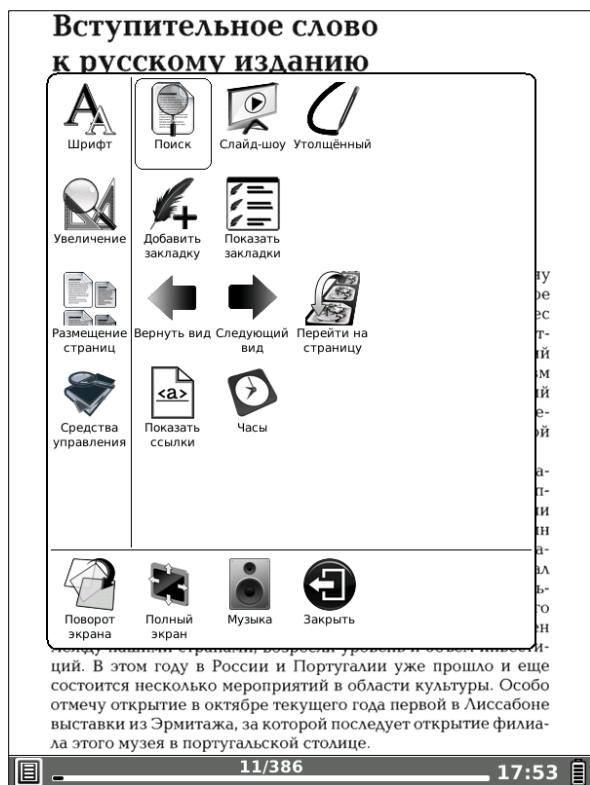 Вступительное слово
к русскому изданию
Шрифт
Поиск
Слайд-шоу
Утолщённый
Увеличение
Добавить
закладку
Показать
закладки
Размещение
страниц
Вернуть вид
Следующий
вид
Перейти на
страницу
Средства
управления
<a>
Показать
ссылки
Часы
Поворот
экрана
Полный
экран
Музыка
Закрыть
ций. В этом году в России и Португалии уже прошло и еще
состоится несколько мероприятий в области культуры. Особо
отмечу открытие в октябре текущего года первой в Лиссабоне
выставки из Эрмитажа, за которой последует открытие филиа-
ла этого музея в португальской столице.
11/386
17:53